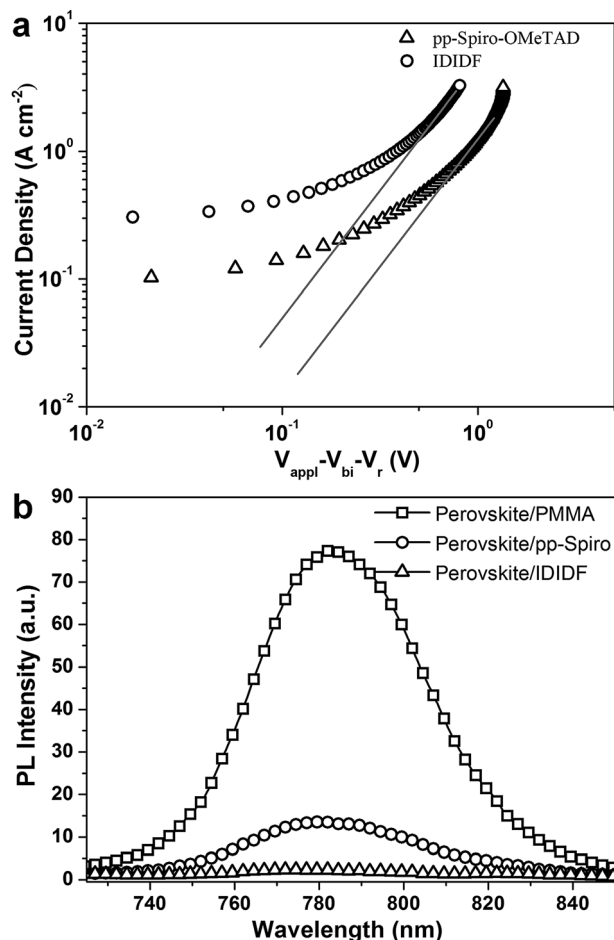 a
pp-Spiro-OMeTAD
IDIDF
Current Density (A cm⁻²)
10¹
10⁰
10⁻¹
10⁻²
10⁻² 10⁻¹ 10⁰
V_appl-V_bi-V_r (V)
b
Perovskite/PMMA
Perovskite/pp-Spiro
Perovskite/IDIDF
PL Intensity (a.u.)
90
80
70
60
50
40
30
20
10
0
740 760 780 800 820 840
Wavelength (nm)